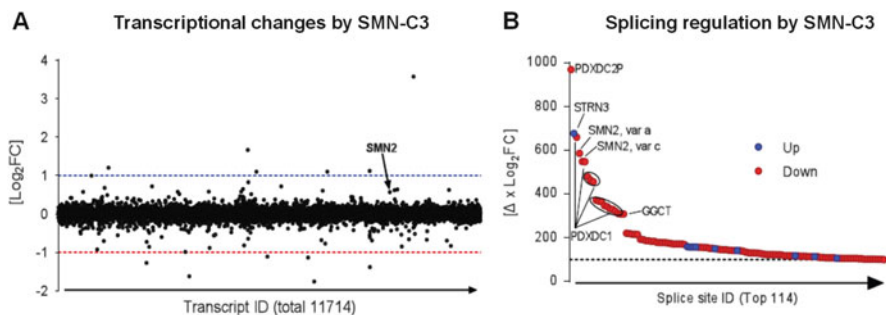 A
Transcriptional changes by SMN-C3
[Log2FC]
4
3
2
1
0
-1
-2
SMN2
Transcript ID (total 11714)
B
Splicing regulation by SMN-C3
[Δ x Log2FC]
1000
800
600
400
200
0
PDXDC2P
STRN3
SMN2, var a
SMN2, var c
GGCT
PDXDC1
Up
Down
Splice site ID (Top 114)